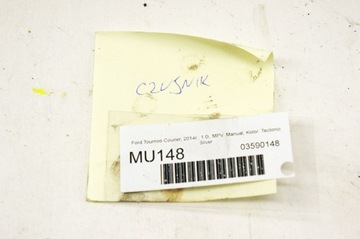 CZUJNIK
Ford Tourneo Courier, 2014r., 1.0, MPV, Manual, Kolor: Tectonic
Silver
MU148 03590148